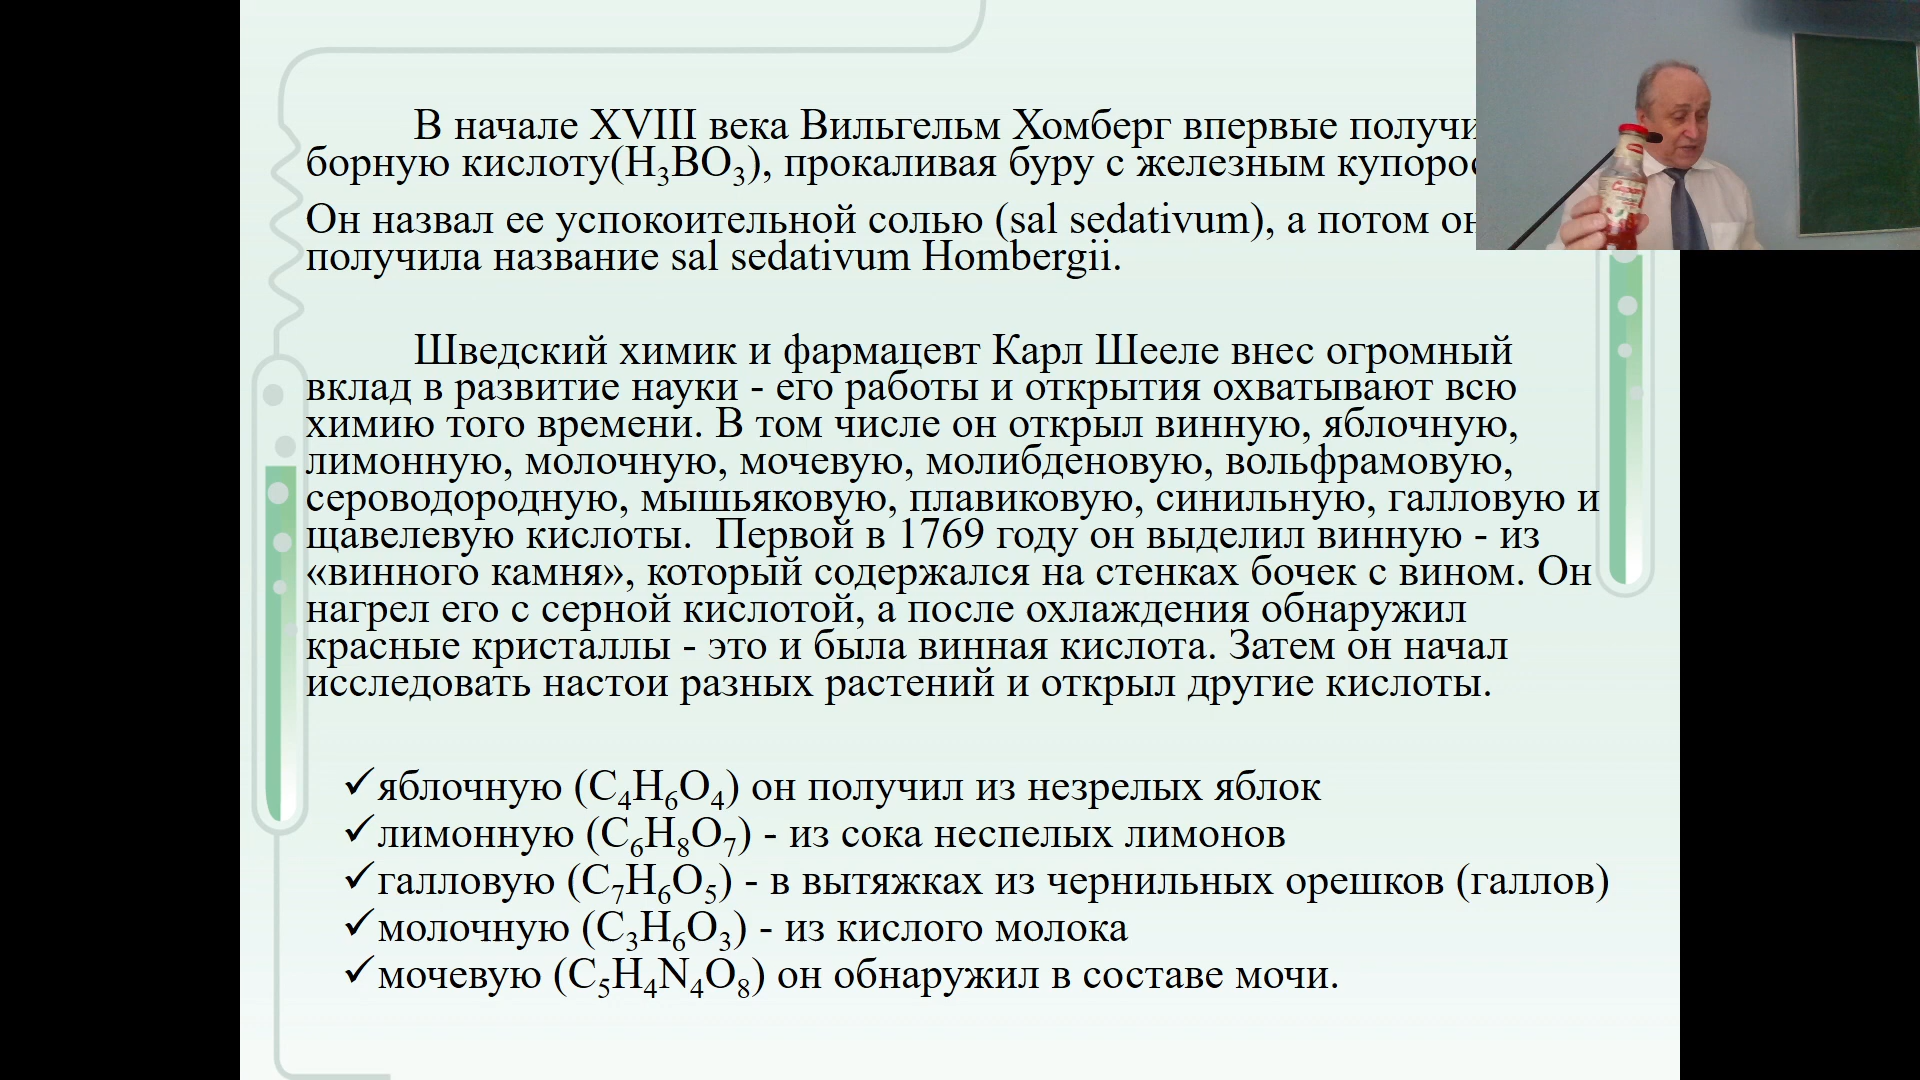 В начале XVIII века Вильгельм Хомберг впервые
борную кислоту(H₃BO₃), прокаливая буру с железным
Он назвал ее успокоительной солью (sal sedativum), а потом
получила название sal sedativum Hombergii.
Шведский химик и фармацевт Карл Шееле внес огромный
вклад в развитие науки - его работы и открытия охватывают всю
химию того времени. В том числе он открыл винную, яблочную,
лимонную, молочную, мочевую, молибденовую, вольфрамовую,
сероводородную, мышьяковую, плавиковую, синильную, галловую и
щавелевую кислоты. Первой в 1769 году он выделил винную - из
«винного камня», который содержался на стенках бочек с вином. Он
нагрел его с серной кислотой, а после охлаждения обнаружил
красные кристаллы - это и была винная кислота. Затем он начал
исследовать настои разных растений и открыл другие кислоты.
✓яблочную (C₄H₆O₄) он получил из незрелых яблок
✓лимонную (C₆H₈O₇) - из сока неспелых лимонов
✓галловую (C₇H₆O₅) - в вытяжках из чернильных орешков (галлов)
✓молочную (C₃H₆O₃) - из кислого молока
✓мочевую (C₅H₄N₄O₈) он обнаружил в составе мочи.